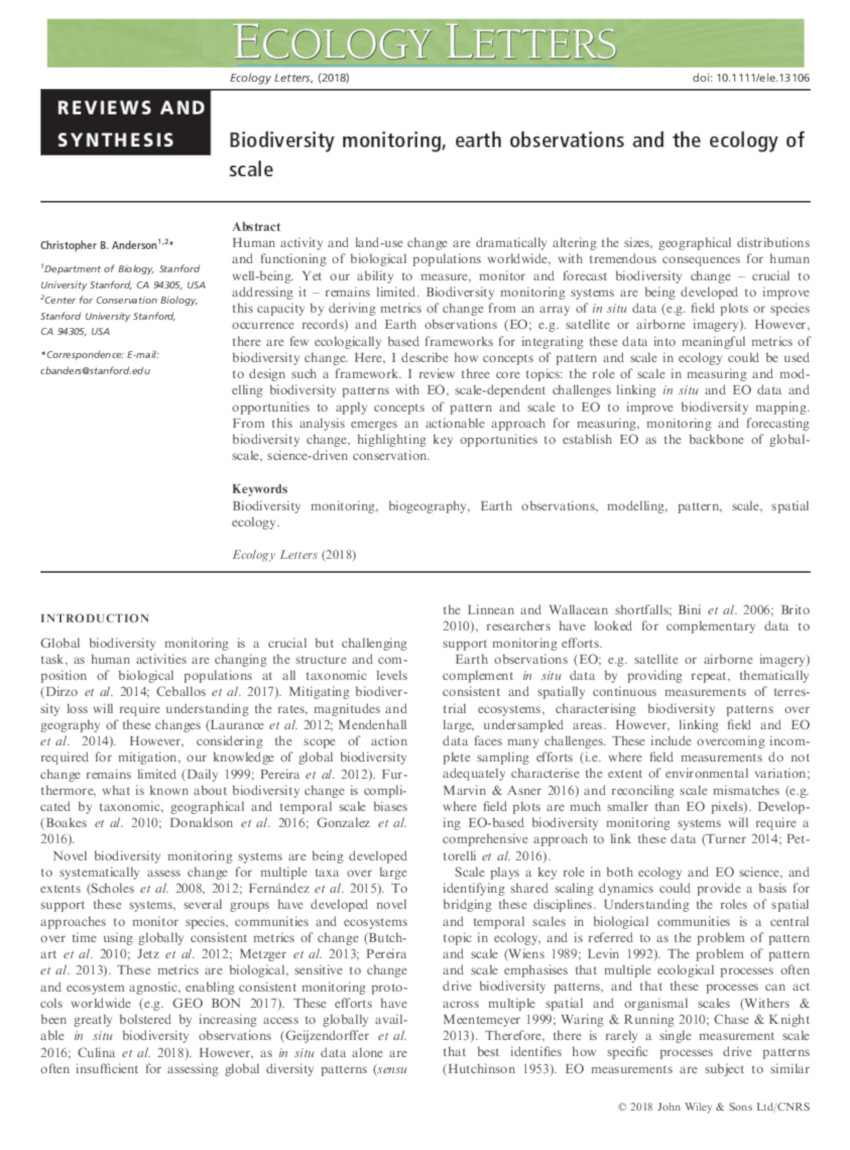 ECOLOGY LETTERS
Ecology Letters, (2018)
doi: 10.1111/ele.13106
REVIEWS AND
SYNTHESIS
Biodiversity monitoring, earth observations and the ecology of
scale
Christopher B. Anderson1,2*
1Department of Biology, Stanford
University Stanford, CA 94305, USA
2Center for Conservation Biology,
Stanford University Stanford,
CA 94305, USA
*Correspondence: E-mail:
cbanders@stanford.edu
Abstract
Human activity and land-use change are dramatically altering the sizes, geographical distributions
and functioning of biological populations worldwide, with tremendous consequences for human
well-being. Yet our ability to measure, monitor and forecast biodiversity change – crucial to
addressing it – remains limited. Biodiversity monitoring systems are being developed to improve
this capacity by deriving metrics of change from an array of in situ data (e.g. field plots or species
occurrence records) and Earth observations (EO; e.g. satellite or airborne imagery). However,
there are few ecologically based frameworks for integrating these data into meaningful metrics of
biodiversity change. Here, I describe how concepts of pattern and scale in ecology could be used
to design such a framework. I review three core topics: the role of scale in measuring and mod-
elling biodiversity patterns with EO, scale-dependent challenges linking in situ and EO data and
opportunities to apply concepts of pattern and scale to EO to improve biodiversity mapping.
From this analysis emerges an actionable approach for measuring, monitoring and forecasting
biodiversity change, highlighting key opportunities to establish EO as the backbone of global-
scale, science-driven conservation.
Keywords
Biodiversity monitoring, biogeography, Earth observations, modelling, pattern, scale, spatial
ecology.
Ecology Letters (2018)
INTRODUCTION
Global biodiversity monitoring is a crucial but challenging
task, as human activities are changing the structure and com-
position of biological populations at all taxonomic levels
(Dirzo et al. 2014; Ceballos et al. 2017). Mitigating biodiver-
sity loss will require understanding the rates, magnitudes and
geography of these changes (Laurance et al. 2012; Mendenhall
et al. 2014). However, considering the scope of action
required for mitigation, our knowledge of global biodiversity
change remains limited (Daily 1999; Pereira et al. 2012). Fur-
thermore, what is known about biodiversity change is compli-
cated by taxonomic, geographical and temporal scale biases
(Boakes et al. 2010; Donaldson et al. 2016; Gonzalez et al.
2016).
Novel biodiversity monitoring systems are being developed
to systematically assess change for multiple taxa over large
extents (Scholes et al. 2008, 2012; Fernández et al. 2015). To
support these systems, several groups have developed novel
approaches to monitor species, communities and ecosystems
over time using globally consistent metrics of change (Butch-
art et al. 2010; Jetz et al. 2012; Metzger et al. 2013; Pereira
et al. 2013). These metrics are biological, sensitive to change
and ecosystem agnostic, enabling consistent monitoring proto-
cols worldwide (e.g. GEO BON 2017). These efforts have
been greatly bolstered by increasing access to globally avail-
able in situ biodiversity observations (Geijzendorffer et al.
2016; Culina et al. 2018). However, as in situ data alone are
often insufficient for assessing global diversity patterns (sensu
the Linnean and Wallacean shortfalls; Bini et al. 2006; Brito
2010), researchers have looked for complementary data to
support monitoring efforts.
Earth observations (EO; e.g. satellite or airborne imagery)
complement in situ data by providing repeat, thematically
consistent and spatially continuous measurements of terres-
trial ecosystems, characterising biodiversity patterns over
large, undersampled areas. However, linking field and EO
data faces many challenges. These include overcoming incom-
plete sampling efforts (i.e. where field measurements do not
adequately characterise the extent of environmental variation;
Marvin & Asner 2016) and reconciling scale mismatches (e.g.
where field plots are much smaller than EO pixels). Develop-
ing EO-based biodiversity monitoring systems will require a
comprehensive approach to link these data (Turner 2014; Pet-
torelli et al. 2016).
Scale plays a key role in both ecology and EO science, and
identifying shared scaling dynamics could provide a basis for
bridging these disciplines. Understanding the roles of spatial
and temporal scales in biological communities is a central
topic in ecology, and is referred to as the problem of pattern
and scale (Wiens 1989; Levin 1992). The problem of pattern
and scale emphasises that multiple ecological processes often
drive biodiversity patterns, and that these processes can act
across multiple spatial and organismal scales (Withers &
Meentemeyer 1999; Waring & Running 2010; Chase & Knight
2013). Therefore, there is rarely a single measurement scale
that best identifies how specific processes drive patterns
(Hutchinson 1953). EO measurements are subject to similar
© 2018 John Wiley & Sons Ltd/CNRS